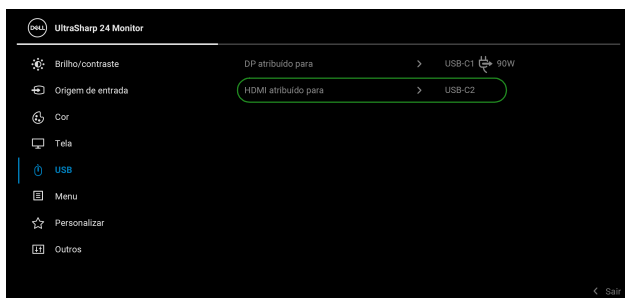 DELL UltraSharp 24 Monitor
Brilho/contraste DP atribuído para > USB-C1 90W
Origem de entrada HDMI atribuído para > USB-C2
Cor
Tela
USB
Menu
Personalizar
Outros
< Sair